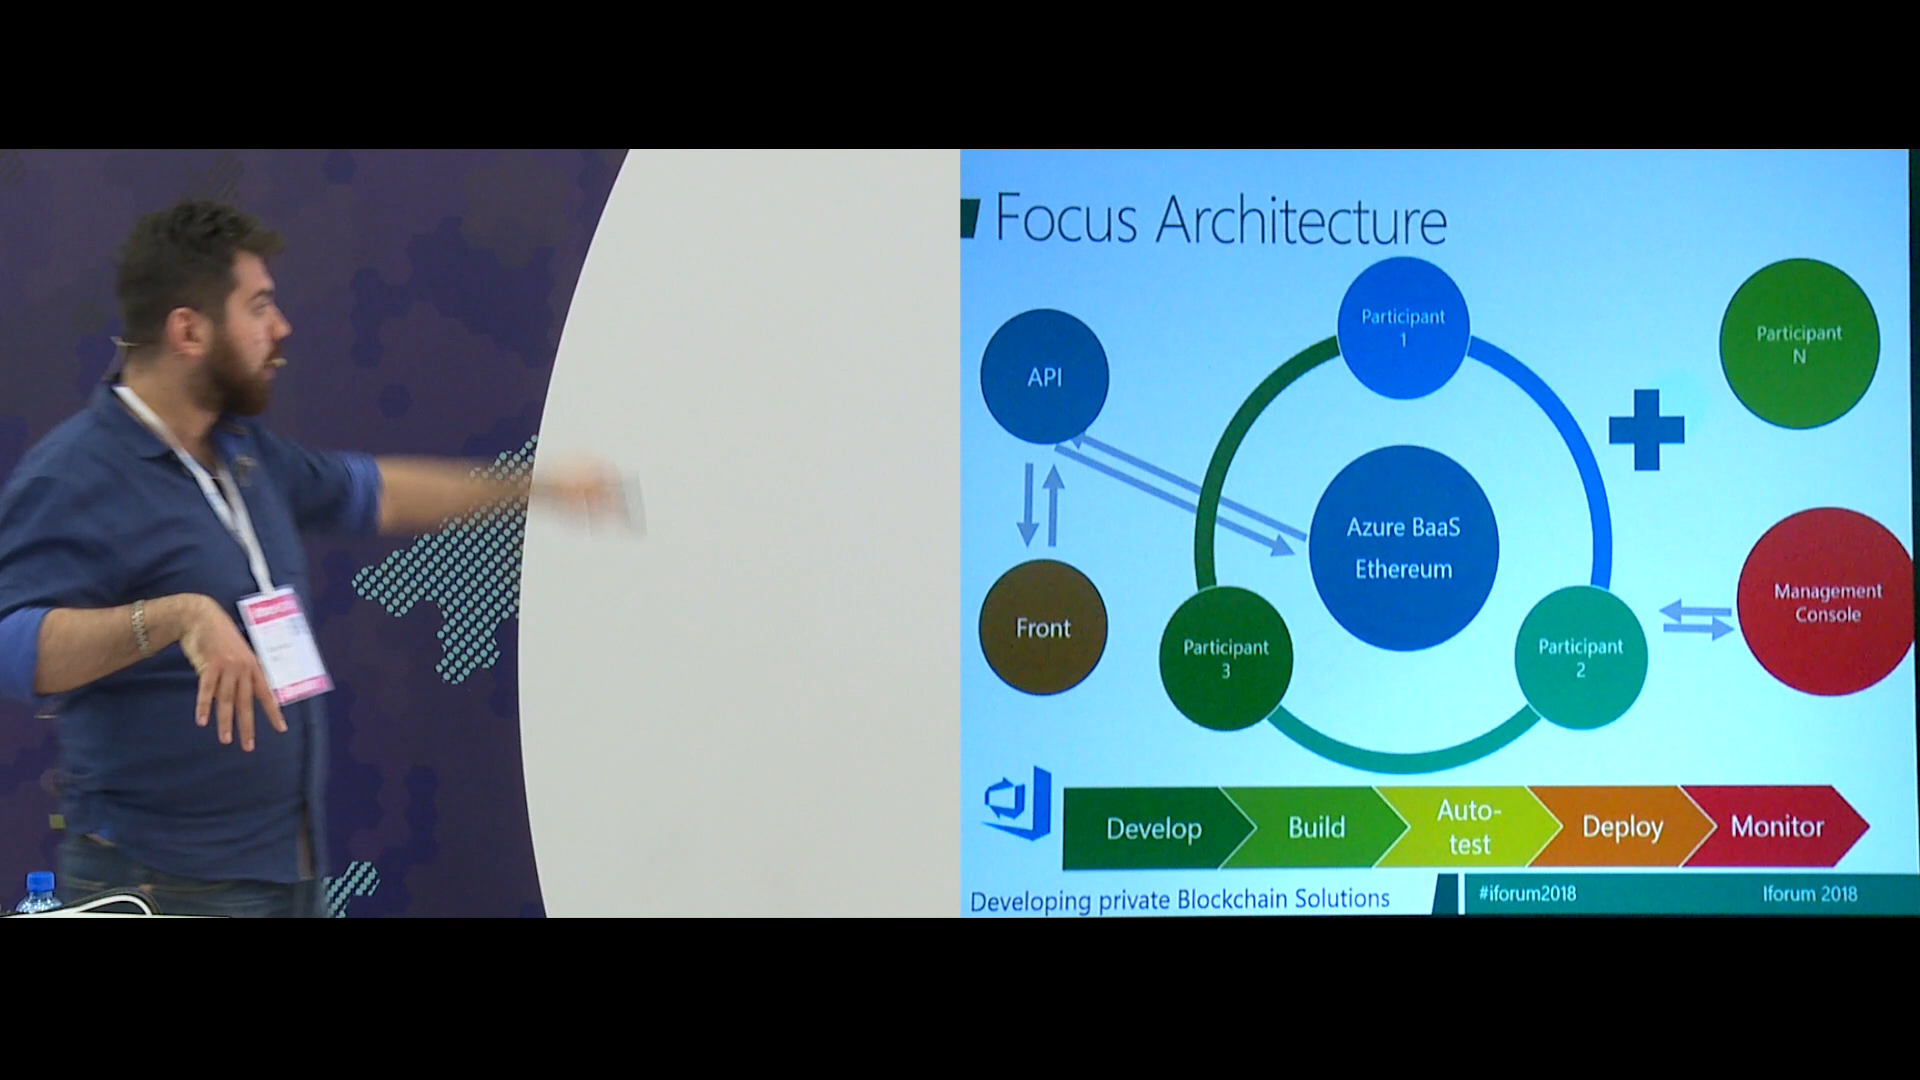 Focus Architecture
Participant
1
Participant
N
API
Azure BaaS
Ethereum
Management
Console
Front
Participant
3
Participant
2
Develop
Build
Auto-
test
Deploy
Monitor
Developing private Blockchain Solutions
#iforum2018
Iforum 2018